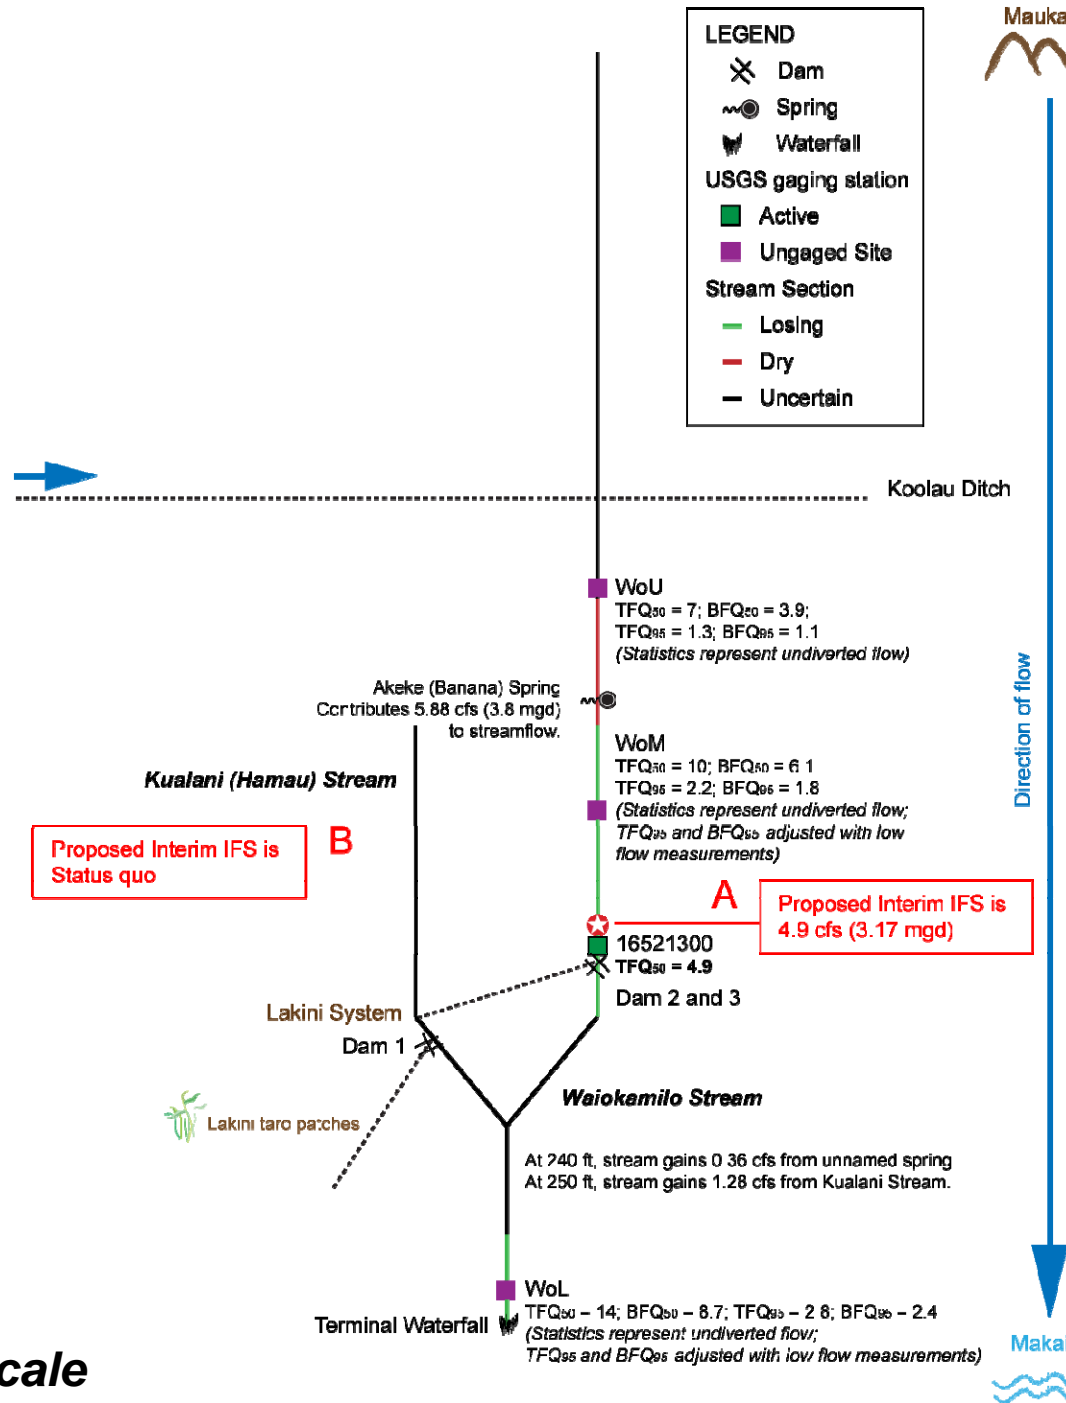 Mauka
LEGEND
Dam
Spring
Waterfall
USGS gaging station
Active
Ungaged Site
Stream Section
Losing
Dry
Uncertain
Koolau Ditch
WoU
TFQ50 = 7; BFQ50 = 3.9;
TFQ95 = 1.3; BFQ95 = 1.1
(Statistics represent undiverted flow)
Akeke (Banana) Spring
Contributes 5.88 cfs (3.8 mgd)
to streamflow.
WoM
TFQ50 = 10; BFQ50 = 6 1
TFQ95 = 2.2; BFQ95 = 1.8
(Statistics represent undiverted flow;
TFQ95 and BFQ95 adjusted with low
flow measurements)
Direction of flow
Kualani (Hamau) Stream
B
Proposed Interim IFS is
Status quo
A
Proposed Interim IFS is
4.9 cfs (3.17 mgd)
16521300
TFQ50 = 4.9
Dam 2 and 3
Lakini System
Dam 1
Waiokamilo Stream
Lakini taro patches
At 240 ft, stream gains 0 36 cfs from unnamed spring
At 250 ft, stream gains 1.28 cfs from Kualani Stream.
WoL
TFQ50 – 14; BFQ50 – 8.7; TFQ95 – 2 8; BFQ95 – 2.4
(Statistics represent undiverted flow;
TFQ95 and BFQ95 adjusted with low flow measurements)
Terminal Waterfall
Makai
cale